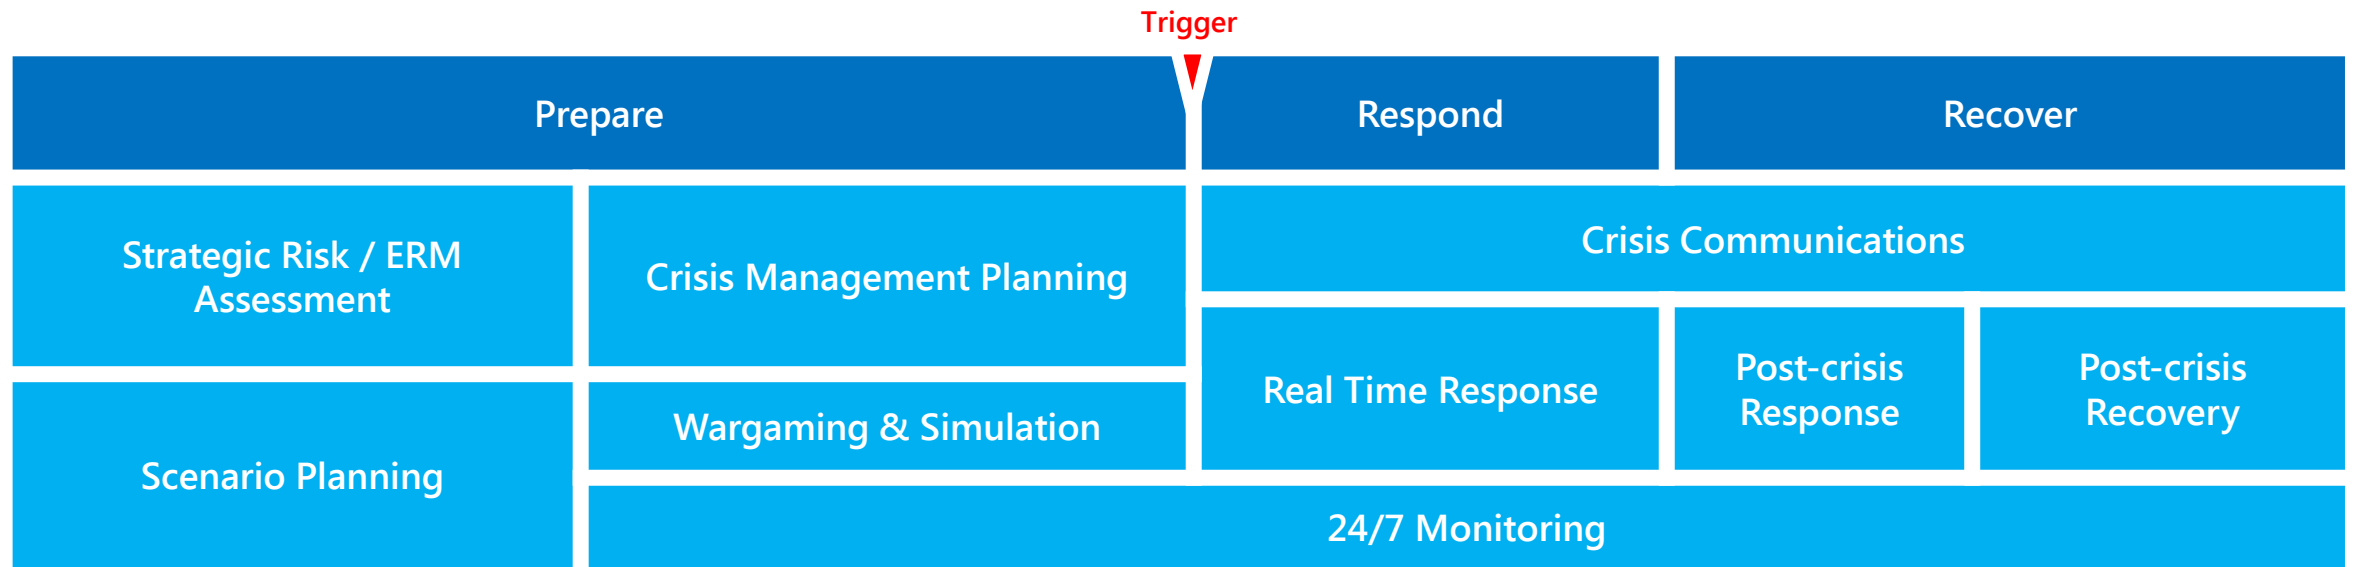 Trigger
Prepare
Respond
Recover
Strategic Risk / ERM
Assessment
Crisis Management Planning
Crisis Communications
Scenario Planning
Wargaming & Simulation
Real Time Response
Post-crisis
Response
Post-crisis
Recovery
24/7 Monitoring